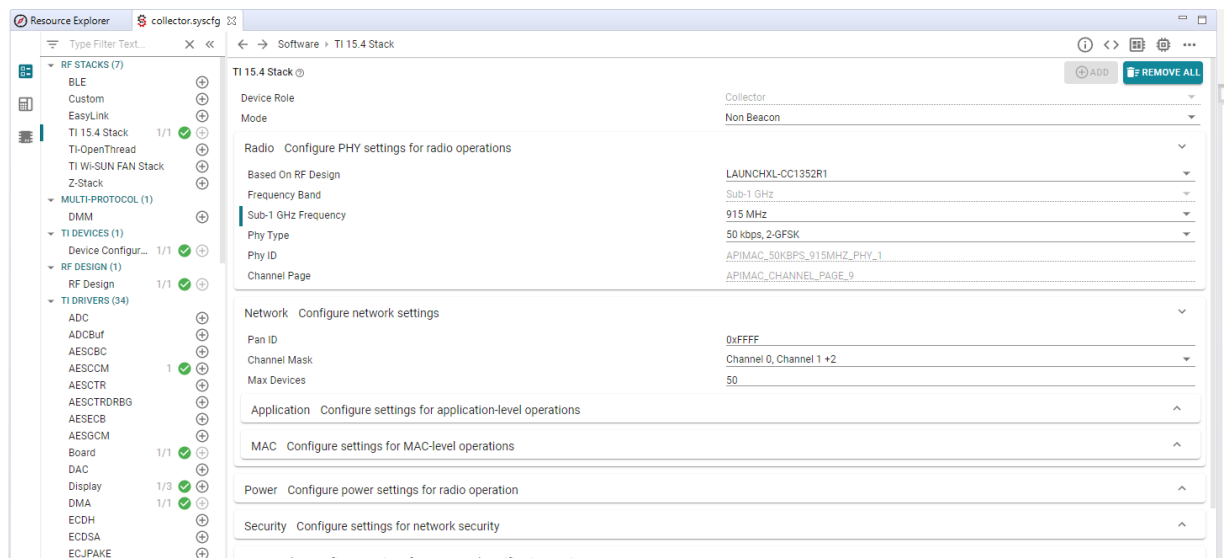 Resource Explorer
collector.syscfg
Type Filter Text...
Software
TI 15.4 Stack
RF STACKS (7)
BLE
Custom
EasyLink
TI 15.4 Stack 1/1
TI-OpenThread
TI Wi-SUN FAN Stack
Z-Stack
MULTI-PROTOCOL (1)
DMM
TI DEVICES (1)
Device Configur... 1/1
RF DESIGN (1)
RF Design 1/1
TI DRIVERS (34)
ADC
ADCBuf
AESCBC
AESCCM 1
AESCTR
AESCTRDRBG
AESECB
AESGCM
Board 1/1
DAC
Display 1/3
DMA 1/1
ECDH
ECDSA
ECJPAKE
TI 15.4 Stack
ADD
REMOVE ALL
Device Role Collector
Mode Non Beacon
Radio Configure PHY settings for radio operations
Based On RF Design LAUNCHXL-CC1352R1
Frequency Band Sub-1 GHz
Sub-1 GHz Frequency 915 MHz
Phy Type 50 kbps, 2-GFSK
Phy ID APIMAC_50KBPS_915MHZ_PHY_1
Channel Page APIMAC_CHANNEL_PAGE_9
Network Configure network settings
Pan ID 0xFFFF
Channel Mask Channel 0, Channel 1 +2
Max Devices 50
Application Configure settings for application-level operations
MAC Configure settings for MAC-level operations
Power Configure power settings for radio operation
Security Configure settings for network security